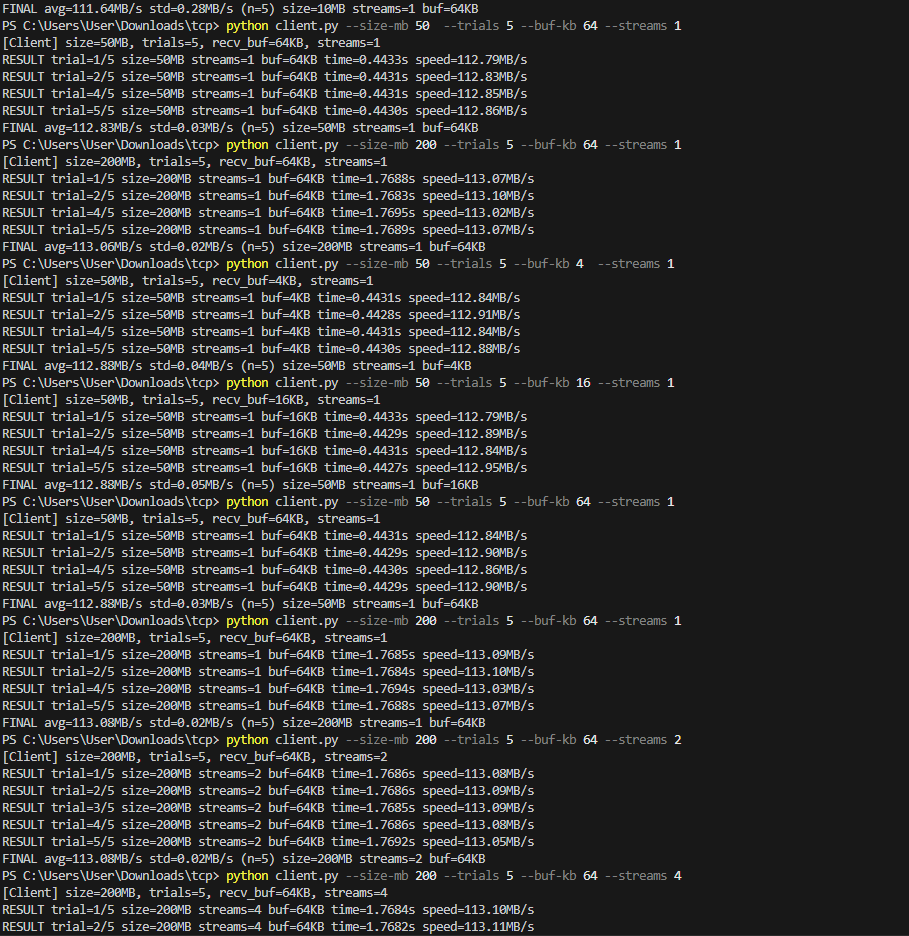 FINAL avg=111.64MB/s std=0.28MB/s (n=5) size=10MB streams=1 buf=64KB
PS C:\Users\User\Downloads\tcp> python client.py --size-mb 50  --trials 5 --buf-kb 64 --streams 1
[Client] size=50MB, trials=5, recv_buf=64KB, streams=1
RESULT trial=1/5 size=50MB streams=1 buf=64KB time=0.4433s speed=112.79MB/s
RESULT trial=2/5 size=50MB streams=1 buf=64KB time=0.4431s speed=112.83MB/s
RESULT trial=4/5 size=50MB streams=1 buf=64KB time=0.4431s speed=112.85MB/s
RESULT trial=5/5 size=50MB streams=1 buf=64KB time=0.4430s speed=112.86MB/s
FINAL avg=112.83MB/s std=0.03MB/s (n=5) size=50MB streams=1 buf=64KB
PS C:\Users\User\Downloads\tcp> python client.py --size-mb 200 --trials 5 --buf-kb 64 --streams 1
[Client] size=200MB, trials=5, recv_buf=64KB, streams=1
RESULT trial=1/5 size=200MB streams=1 buf=64KB time=1.7688s speed=113.07MB/s
RESULT trial=2/5 size=200MB streams=1 buf=64KB time=1.7683s speed=113.10MB/s
RESULT trial=4/5 size=200MB streams=1 buf=64KB time=1.7695s speed=113.02MB/s
RESULT trial=5/5 size=200MB streams=1 buf=64KB time=1.7689s speed=113.07MB/s
FINAL avg=113.06MB/s std=0.02MB/s (n=5) size=200MB streams=1 buf=64KB
PS C:\Users\User\Downloads\tcp> python client.py --size-mb 50 --trials 5 --buf-kb 4  --streams 1
[Client] size=50MB, trials=5, recv_buf=4KB, streams=1
RESULT trial=1/5 size=50MB streams=1 buf=4KB time=0.4431s speed=112.84MB/s
RESULT trial=2/5 size=50MB streams=1 buf=4KB time=0.4428s speed=112.91MB/s
RESULT trial=4/5 size=50MB streams=1 buf=4KB time=0.4431s speed=112.84MB/s
RESULT trial=5/5 size=50MB streams=1 buf=4KB time=0.4430s speed=112.88MB/s
FINAL avg=112.88MB/s std=0.04MB/s (n=5) size=50MB streams=1 buf=4KB
PS C:\Users\User\Downloads\tcp> python client.py --size-mb 50 --trials 5 --buf-kb 16 --streams 1
[Client] size=50MB, trials=5, recv_buf=16KB, streams=1
RESULT trial=1/5 size=50MB streams=1 buf=16KB time=0.4433s speed=112.79MB/s
RESULT trial=2/5 size=50MB streams=1 buf=16KB time=0.4429s speed=112.89MB/s
RESULT trial=4/5 size=50MB streams=1 buf=16KB time=0.4431s speed=112.84MB/s
RESULT trial=5/5 size=50MB streams=1 buf=16KB time=0.4427s speed=112.95MB/s
FINAL avg=112.88MB/s std=0.05MB/s (n=5) size=50MB streams=1 buf=16KB
PS C:\Users\User\Downloads\tcp> python client.py --size-mb 50 --trials 5 --buf-kb 64 --streams 1
[Client] size=50MB, trials=5, recv_buf=64KB, streams=1
RESULT trial=1/5 size=50MB streams=1 buf=64KB time=0.4431s speed=112.84MB/s
RESULT trial=2/5 size=50MB streams=1 buf=64KB time=0.4429s speed=112.90MB/s
RESULT trial=4/5 size=50MB streams=1 buf=64KB time=0.4430s speed=112.86MB/s
RESULT trial=5/5 size=50MB streams=1 buf=64KB time=0.4429s speed=112.90MB/s
FINAL avg=112.88MB/s std=0.03MB/s (n=5) size=50MB streams=1 buf=64KB
PS C:\Users\User\Downloads\tcp> python client.py --size-mb 200 --trials 5 --buf-kb 64 --streams 1
[Client] size=200MB, trials=5, recv_buf=64KB, streams=1
RESULT trial=1/5 size=200MB streams=1 buf=64KB time=1.7685s speed=113.09MB/s
RESULT trial=2/5 size=200MB streams=1 buf=64KB time=1.7684s speed=113.10MB/s
RESULT trial=4/5 size=200MB streams=1 buf=64KB time=1.7694s speed=113.03MB/s
RESULT trial=5/5 size=200MB streams=1 buf=64KB time=1.7688s speed=113.07MB/s
FINAL avg=113.08MB/s std=0.02MB/s (n=5) size=200MB streams=1 buf=64KB
PS C:\Users\User\Downloads\tcp> python client.py --size-mb 200 --trials 5 --buf-kb 64 --streams 2
[Client] size=200MB, trials=5, recv_buf=64KB, streams=2
RESULT trial=1/5 size=200MB streams=2 buf=64KB time=1.7686s speed=113.08MB/s
RESULT trial=2/5 size=200MB streams=2 buf=64KB time=1.7686s speed=113.09MB/s
RESULT trial=3/5 size=200MB streams=2 buf=64KB time=1.7685s speed=113.09MB/s
RESULT trial=4/5 size=200MB streams=2 buf=64KB time=1.7686s speed=113.08MB/s
RESULT trial=5/5 size=200MB streams=2 buf=64KB time=1.7692s speed=113.05MB/s
FINAL avg=113.08MB/s std=0.02MB/s (n=5) size=200MB streams=2 buf=64KB
PS C:\Users\User\Downloads\tcp> python client.py --size-mb 200 --trials 5 --buf-kb 64 --streams 4
[Client] size=200MB, trials=5, recv_buf=64KB, streams=4
RESULT trial=1/5 size=200MB streams=4 buf=64KB time=1.7684s speed=113.10MB/s
RESULT trial=2/5 size=200MB streams=4 buf=64KB time=1.7682s speed=113.11MB/s